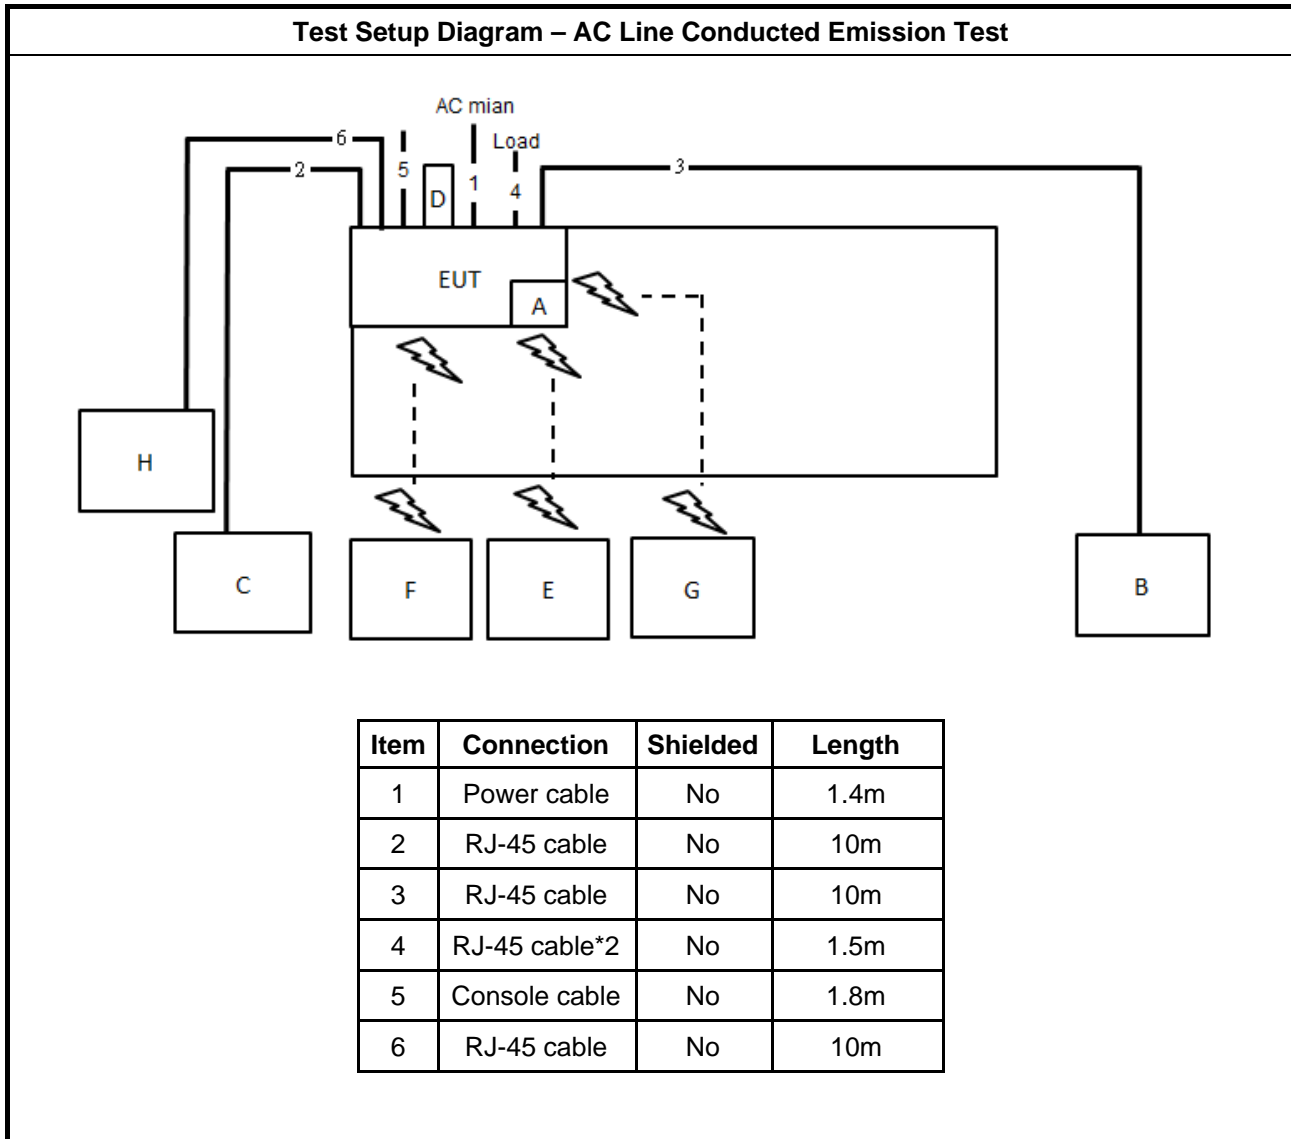 Test Setup Diagram – AC Line Conducted Emission Test
AC mian
6
Load
2
5
D
1
4
3
EUT
A
H
C
F
E
G
B
Item Connection Shielded Length
1 Power cable No 1.4m
2 RJ-45 cable No 10m
3 RJ-45 cable No 10m
4 RJ-45 cable*2 No 1.5m
5 Console cable No 1.8m
6 RJ-45 cable No 10m